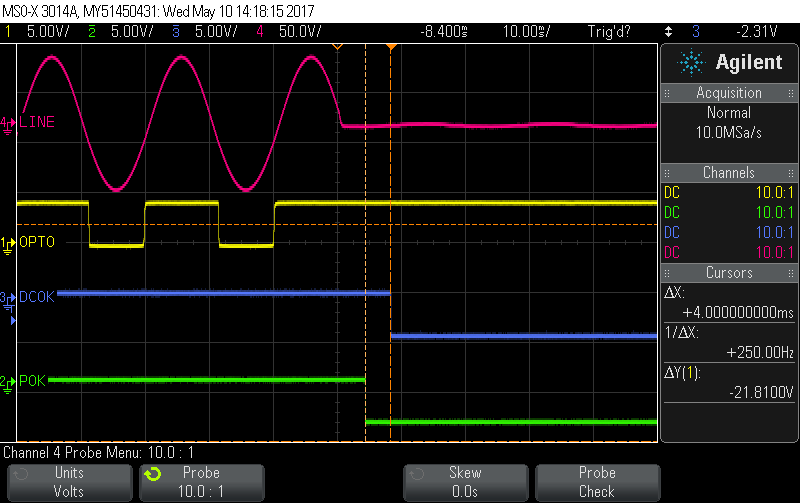 MSO-X 3014A, MY51450431: Wed May 10 14:18:15 2017
1 5.00V/ 2 5.00V/ 3 5.00V/ 4 50.0V/ -8.400ms 10.00ms/ Trig'd? 3 -2.31V
Agilent
Acquisition
Normal
10.0MSa/s
Channels
DC 10.0:1
DC 10.0:1
DC 10.0:1
DC 10.0:1
Cursors
ΔX:
+4.000000000ms
1/ΔX:
+250.00Hz
ΔY(1):
-21.8100V
4 LINE
1 OPTO
3 DCOK
2 POK
Channel 4 Probe Menu: 10.0 : 1
Units
Volts
Probe
10.0 : 1
Skew
0.0s
Probe
Check